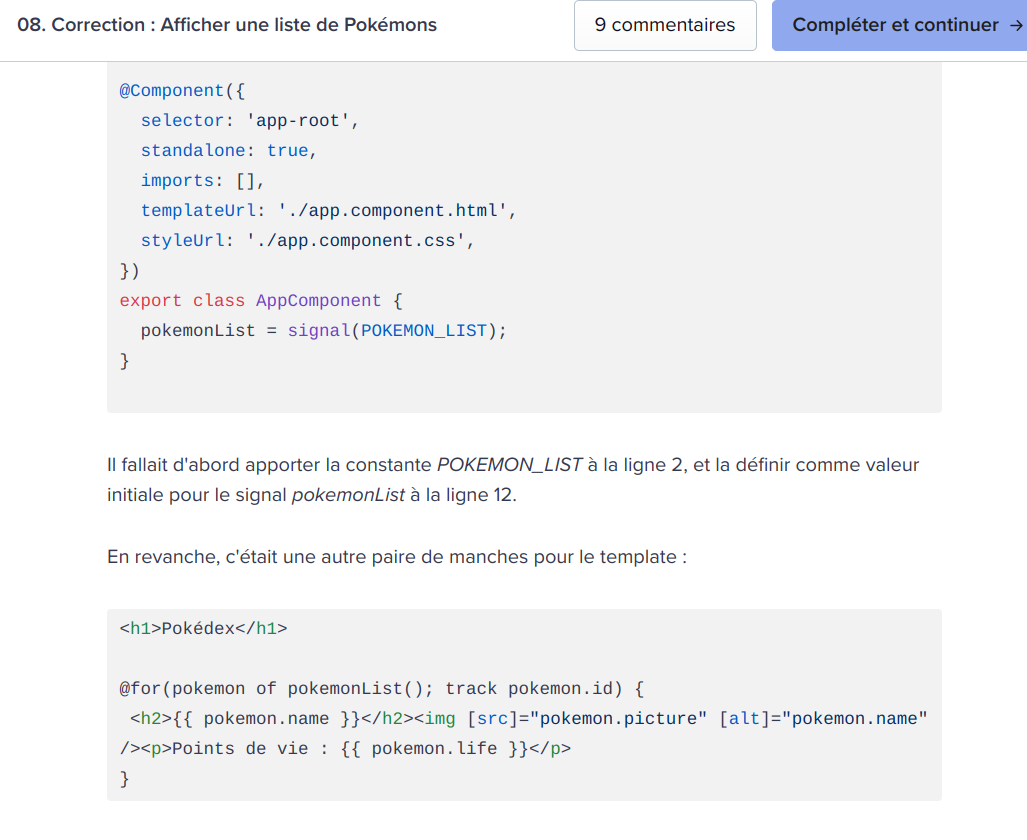 08. Correction : Afficher une liste de Pokémons
9 commentaires
Compléter et continuer →
@Component({
  selector: 'app-root',
  standalone: true,
  imports: [],
  templateUrl: './app.component.html',
  styleUrl: './app.component.css',
})
export class AppComponent {
  pokemonList = signal(POKEMON_LIST);
}
Il fallait d'abord apporter la constante POKEMON_LIST à la ligne 2, et la définir comme valeur
initiale pour le signal pokemonList à la ligne 12.
En revanche, c'était une autre paire de manches pour le template :
<h1>Pokédex</h1>
@for(pokemon of pokemonList(); track pokemon.id) {
 <h2>{{ pokemon.name }}</h2><img [src]="pokemon.picture" [alt]="pokemon.name"
/><p>Points de vie : {{ pokemon.life }}</p>
}